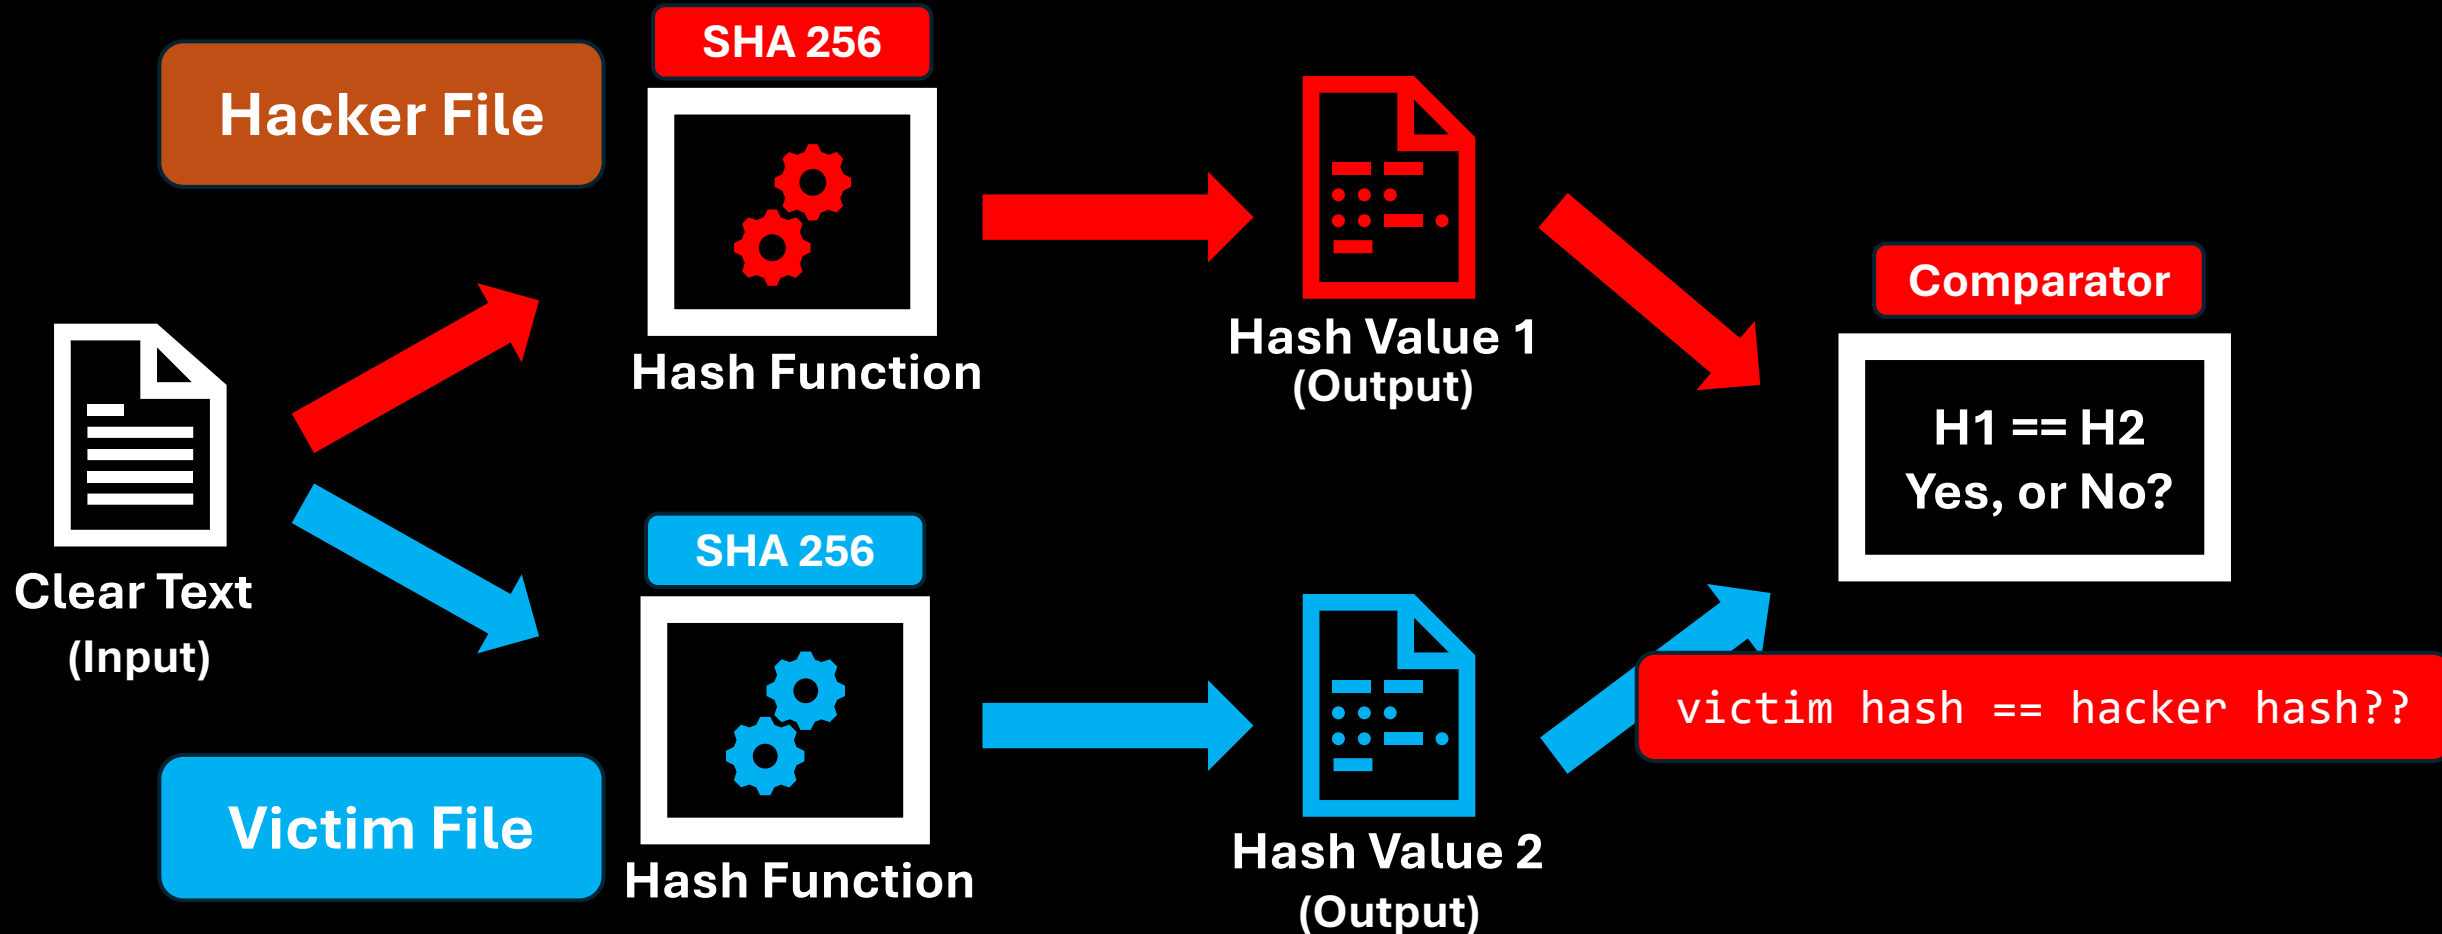 Hacker File
SHA 256
Hash Function
Hash Value 1
(Output)
Comparator
H1 == H2
Yes, or No?
Clear Text
(Input)
SHA 256
Hash Function
Victim File
Hash Value 2
(Output)
victim hash == hacker hash??